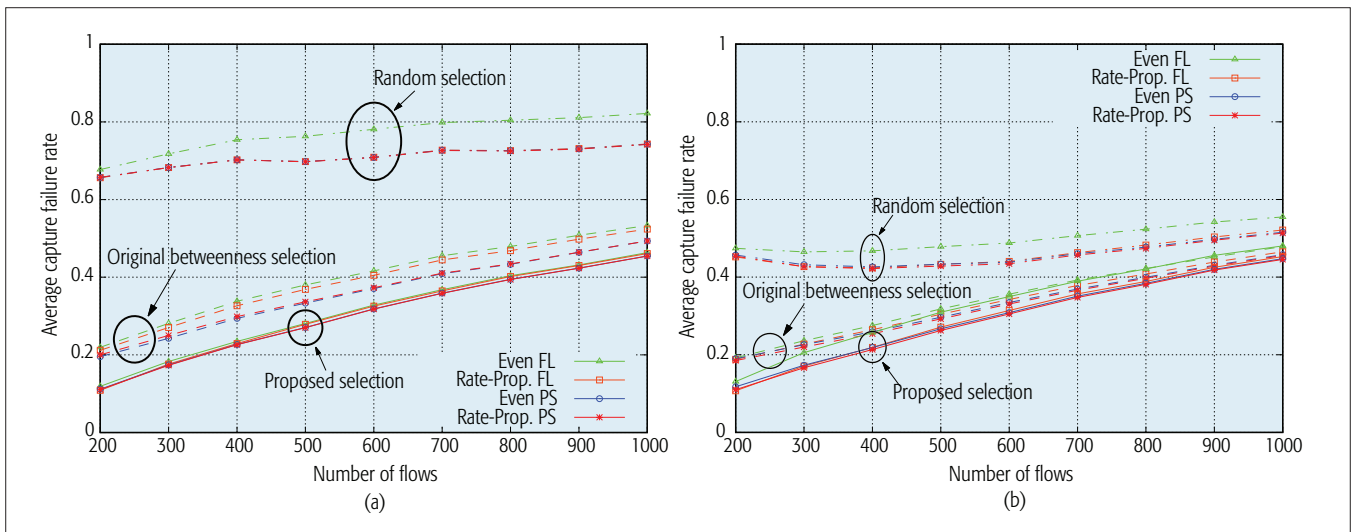 1
0.8
0.6
0.4
0.2
0
Average capture failure rate
Random selection
Original betweenness selection
Proposed selection
Even FL
Rate-Prop. FL
Even PS
Rate-Prop. PS
200 300 400 500 600 700 800 900 1000
Number of flows
(a)
1
0.8
0.6
0.4
0.2
0
Average capture failure rate
Even FL
Rate-Prop. FL
Even PS
Rate-Prop. PS
Random selection
Original betweenness selection
Proposed selection
200 300 400 500 600 700 800 900 1000
Number of flows
(b)